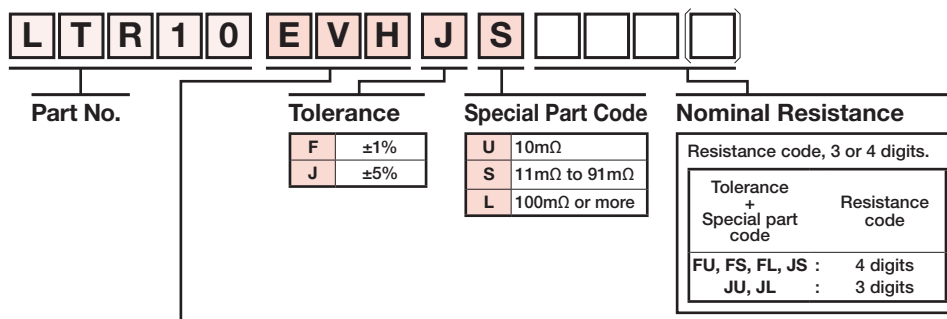 L T R 1 0 E V H J S
Part No.
Tolerance
F ±1%
J ±5%
Special Part Code
U 10mΩ
S 11mΩ to 91mΩ
L 100mΩ or more
Nominal Resistance
Resistance code, 3 or 4 digits.
Tolerance
+
Special part
code
Resistance
code
FU, FS, FL, JS : 4 digits
JU, JL : 3 digits